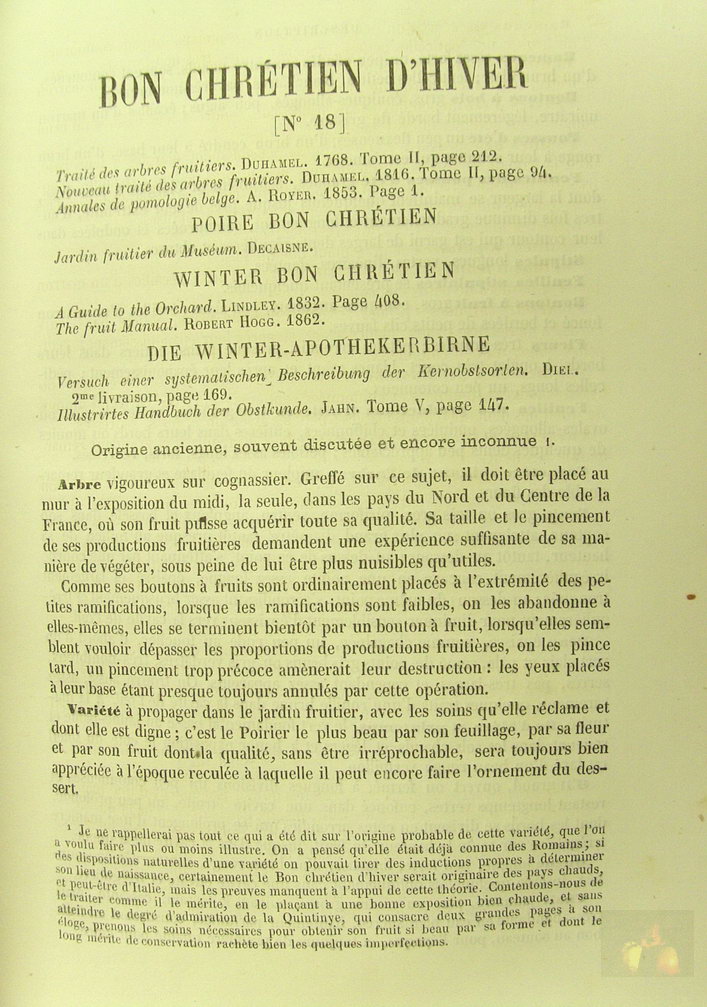 BON CHRÉTIEN D'HIVER
[N° 18]
Traité des arbres fruitiers. DUHAMEL. 1768. Tome II, page 212.
Nouveau traité des arbres fruitiers. DUHAMEL, 1816. Tome II, page 94.
Annales de pomologie belge. A. ROYER. 1853. Page 1.
POIRE BON CHRÉTIEN
Jardin fruitier du Muséum. DECAISNE.
WINTER BON CHRÉTIEN
A Guide to the Orchard. LINDLEY. 1832. Page 408.
The fruit Manual. ROBERT HOGG. 1862.
DIE WINTER-APOTHEKERBIRNE
Versuch einer systematischen Beschreibung der Kernobstsorten. DIEL.
2me livraison, page 169.
Illustrirtes Handbuch der Obstkunde. JAHN. Tome V, page 147.
Origine ancienne, souvent discutée et encore inconnue 1.
Arbre vigoureux sur cognassier. Greffé sur ce sujet, il doit être placé au
mur à l'exposition du midi, la seule, dans les pays du Nord et du Centre de la
France, où son fruit puisse acquérir toute sa qualité. Sa taille et le pincement
de ses productions fruitières demandent une expérience suffisante de sa ma-
nière de végéter, sous peine de lui être plus nuisibles qu'utiles.
Comme ses boutons à fruits sont ordinairement placés à l'extrémité des pe-
tites ramifications, lorsque les ramifications sont faibles, on les abandonne à
elles-mêmes, elles se terminent bientôt par un bouton à fruit, lorsqu'elles sem-
blent vouloir dépasser les proportions de productions fruitières, on les pince
tard, un pincement trop précoce amènerait leur destruction : les yeux placés
à leur base étant presque toujours annulés par cette opération.
Variété à propager dans le jardin fruitier, avec les soins qu'elle réclame et
dont elle est digne ; c'est le Poirier le plus beau par son feuillage, par sa fleur
et par son fruit dont la qualité, sans être irréprochable, sera toujours bien
appréciée à l'époque reculée à laquelle il peut encore faire l'ornement du des-
sert.
1 Je ne rappellerai pas tout ce qui a été dit sur l'origine probable de cette variété, que l'on
a voulu faire plus ou moins illustre. On a pensé qu'elle était déjà connue des Romains ; si
des dispositions naturelles d'une variété on pouvait tirer des inductions propres à déterminer
son lieu de naissance, certainement le Bon chrétien d'hiver serait originaire des pays chauds,
et peut-être d'Italie, mais les preuves manquent à l'appui de cette théorie. Contentons-nous de
le traiter comme il le mérite, en le plaçant à une bonne exposition bien chaude, et sans
atteindre le degré d'admiration de la Quintinye, qui consacre deux grandes pages à son
éloge, prenons les soins nécessaires pour obtenir son fruit si beau par sa forme et dont le
long mérite de conservation rachète bien les quelques imperfections.